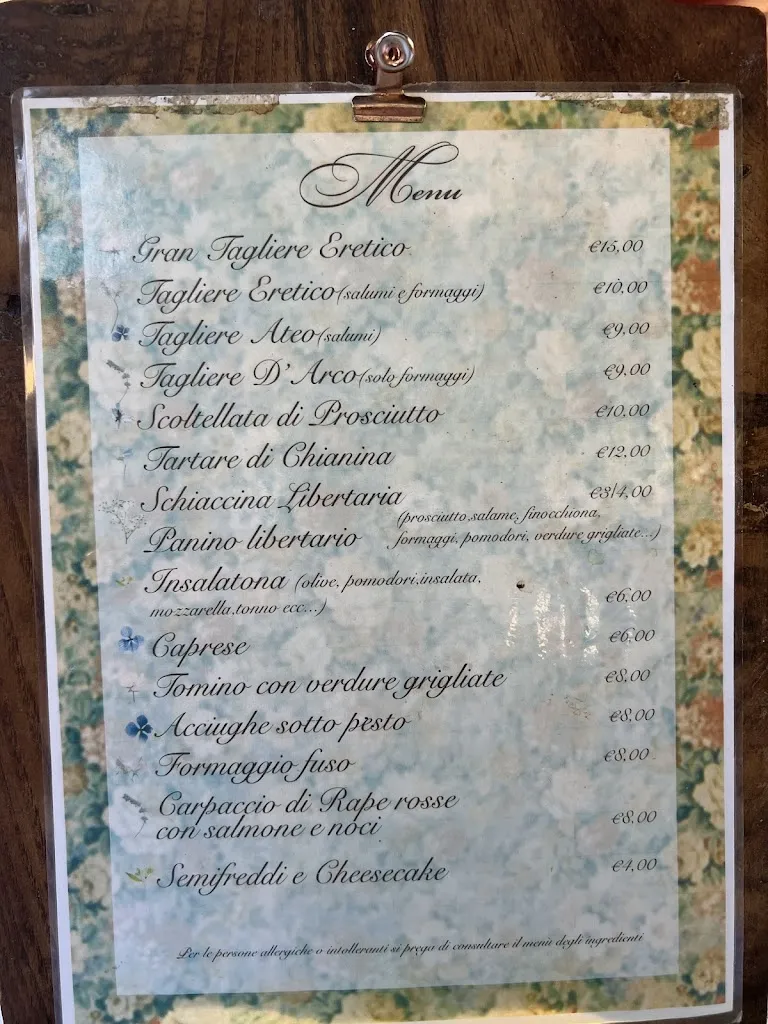 Menu
Gran Tagliere Eretico €15,00
Tagliere Eretico (salumi e formaggi) €10,00
Tagliere Ateo (salumi) €9,00
Tagliere D'Arco (solo formaggi) €9,00
Scoltellata di Prosciutto €10,00
Tartare di Chianina €12,00
Schiaccina Libertaria €3/4,00
(prosciutto,salame, finocchiona,
Panino libertario formaggi, pomodori, verdure grigliate...)
Insalatona (olive, pomodori,insalata,
mozzarella,tonno ecc...) €6,00
Caprese €6,00
Tomino con verdure grigliate €8,00
Acciughe sotto pesto €8,00
Formaggio fuso €8,00
Carpaccio di Rape rosse
con salmone e noci €8,00
Semifreddi e Cheesecake €4,00
Per le persone allergiche o intolleranti si prega di consultare il menù degli ingredienti